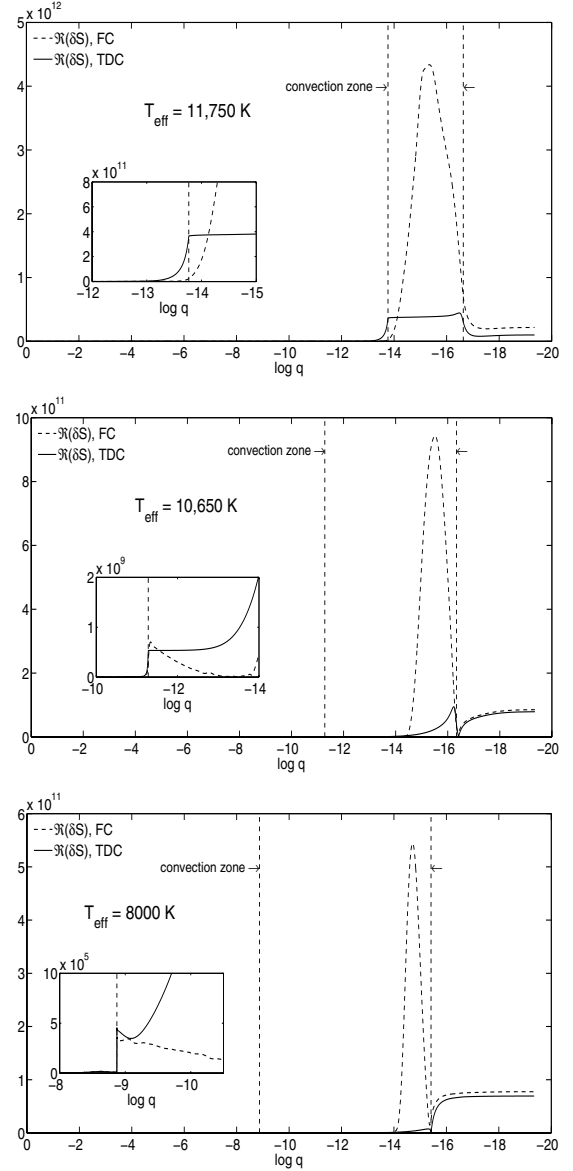 x 10^12
5
4
3
2
1
0
ℜ(δS), FC
ℜ(δS), TDC
convection zone
T_eff = 11,750 K
x 10^11
8
6
4
2
0
−12 −13 −14 −15
log q
0 −2 −4 −6 −8 −10 −12 −14 −16 −18 −20
log q
x 10^11
10
8
6
4
2
0
ℜ(δS), FC
ℜ(δS), TDC
convection zone
T_eff = 10,650 K
x 10^9
2
1
0
−10 −12 −14
log q
0 −2 −4 −6 −8 −10 −12 −14 −16 −18 −20
log q
x 10^11
6
5
4
3
2
1
0
ℜ(δS), FC
ℜ(δS), TDC
convection zone
T_eff = 8000 K
x 10^5
10
5
0
−8 −9 −10
log q
0 −2 −4 −6 −8 −10 −12 −14 −16 −18 −20
log q